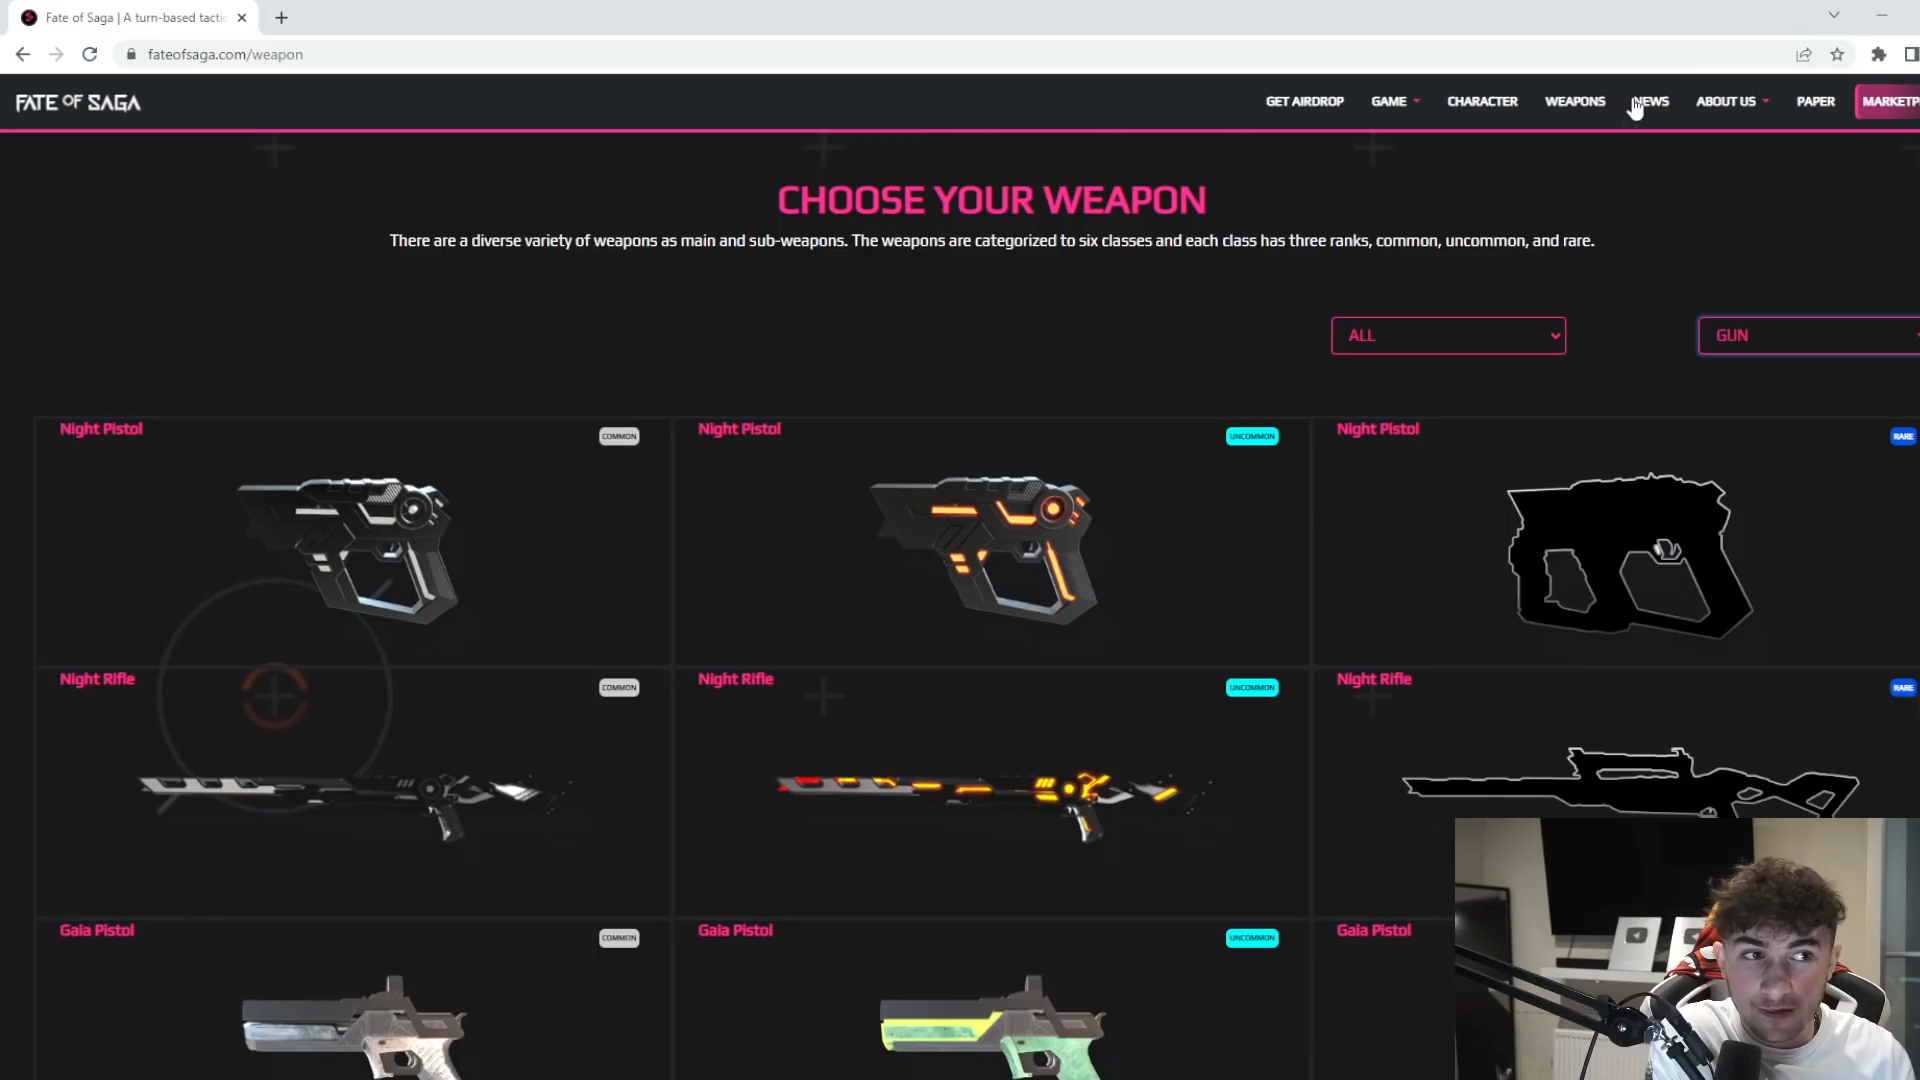 Fate of Saga | A turn-based tactic
fateofsaga.com/weapon
FATE OF SAGA
GET AIRDROP
GAME
CHARACTER
WEAPONS
NEWS
ABOUT US
PAPER
MARKETP
CHOOSE YOUR WEAPON
There are a diverse variety of weapons as main and sub-weapons. The weapons are categorized to six classes and each class has three ranks, common, uncommon, and rare.
ALL
GUN
Night Pistol
COMMON
Night Pistol
UNCOMMON
Night Pistol
RARE
Night Rifle
COMMON
Night Rifle
UNCOMMON
Night Rifle
RARE
Gaia Pistol
COMMON
Gaia Pistol
UNCOMMON
Gaia Pistol